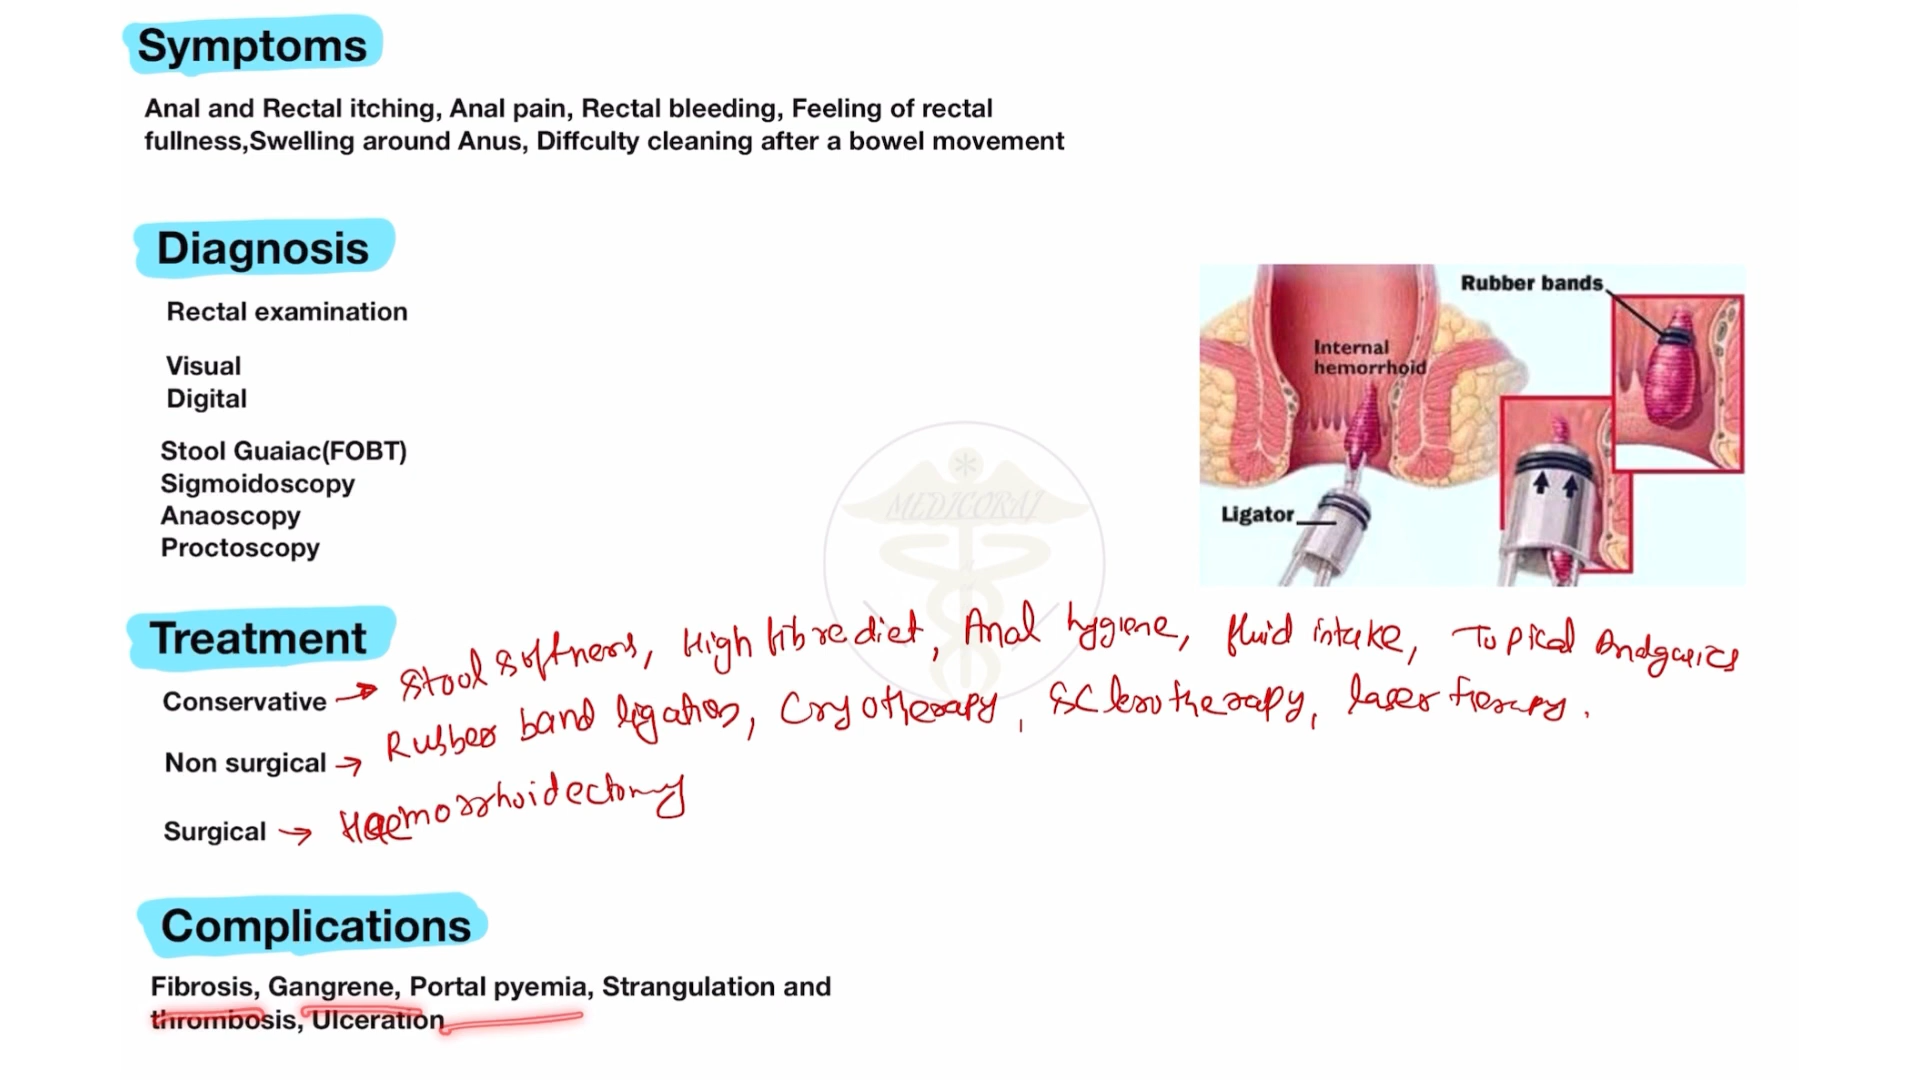 Symptoms
Anal and Rectal itching, Anal pain, Rectal bleeding, Feeling of rectal
fullness,Swelling around Anus, Diffculty cleaning after a bowel movement
Diagnosis
Rectal examination
Visual
Digital
Stool Guaiac(FOBT)
Sigmoidoscopy
Anaoscopy
Proctoscopy
Rubber bands
Internal
hemorrhoid
Ligator
MEDICORAJ
Treatment
Conservative → Stool softners, High fibre diet, Anal hygiene, fluid intake, Topical
Non surgical → Rubber band ligation, Cryotherapy, Sclerotherapy, laser therapy.
Surgical → Haemorrhoidectomy
Complications
Fibrosis, Gangrene, Portal pyemia, Strangulation and
thrombosis, Ulceration